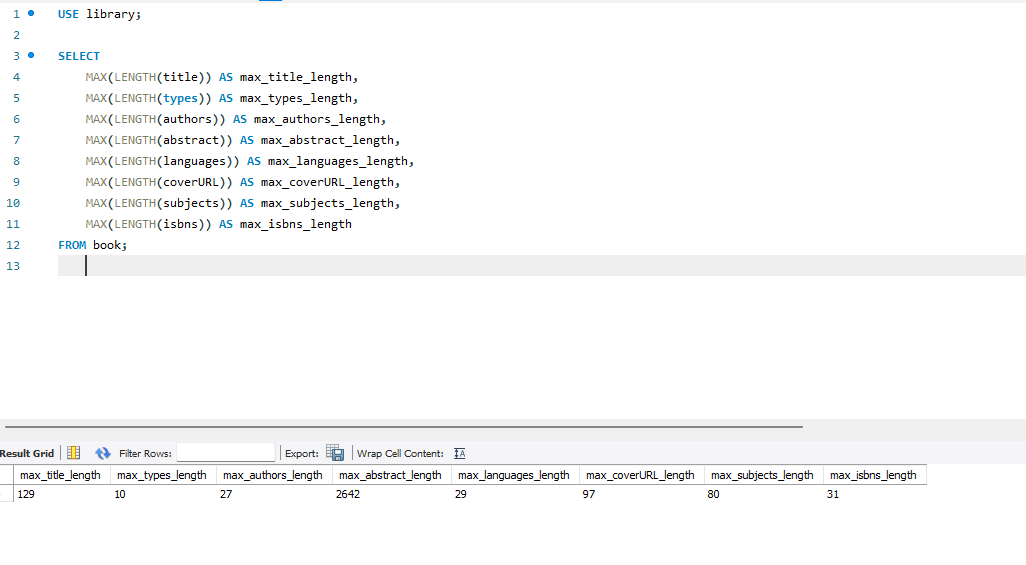 1 USE library;
2
3 SELECT
4 MAX(LENGTH(title)) AS max_title_length,
5 MAX(LENGTH(types)) AS max_types_length,
6 MAX(LENGTH(authors)) AS max_authors_length,
7 MAX(LENGTH(abstract)) AS max_abstract_length,
8 MAX(LENGTH(languages)) AS max_languages_length,
9 MAX(LENGTH(coverURL)) AS max_coverURL_length,
10 MAX(LENGTH(subjects)) AS max_subjects_length,
11 MAX(LENGTH(isbns)) AS max_isbns_length
12 FROM book;
13
Result Grid Filter Rows: Export: Wrap Cell Content: IA
max_title_length max_types_length max_authors_length max_abstract_length max_languages_length max_coverURL_length max_subjects_length max_isbns_length
129 10 27 2642 29 97 80 31